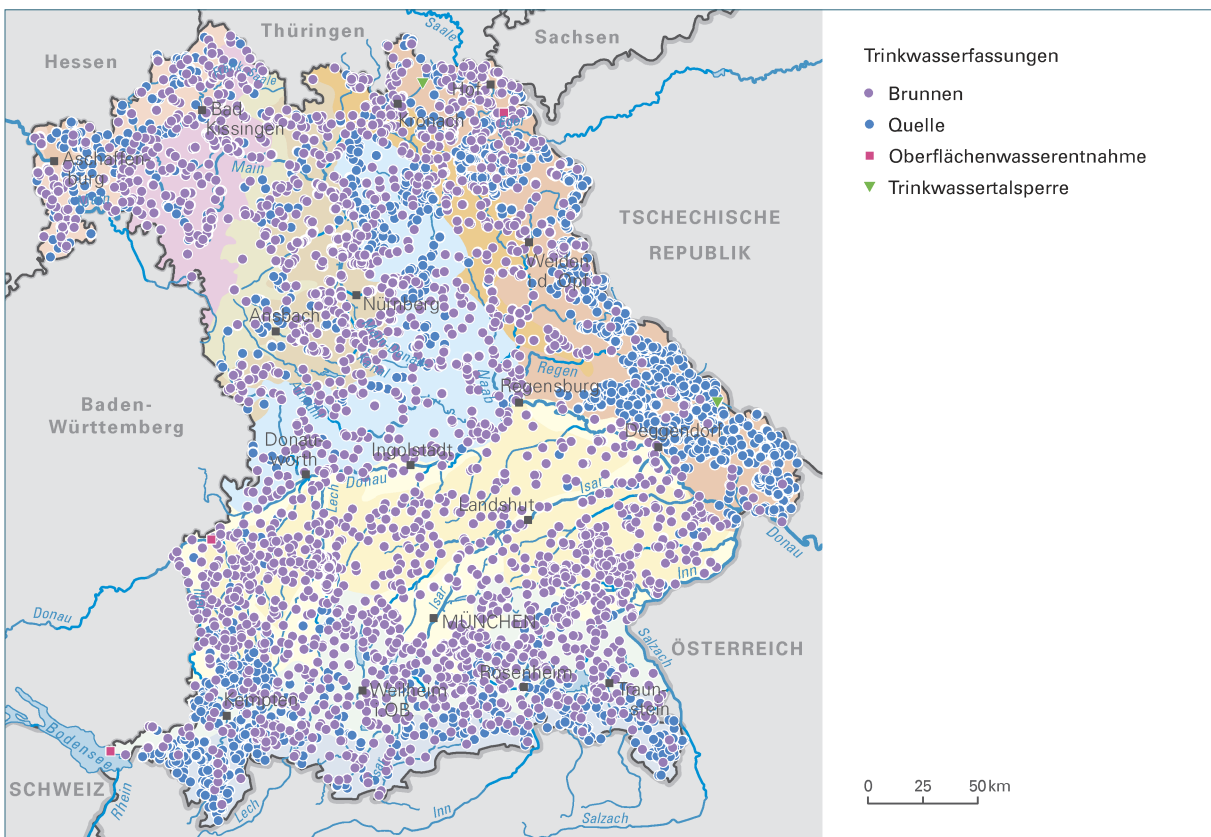 Thüringen
Saale
Sachsen
Hessen
Trinkwasserfassungen
Brunnen
Quelle
Oberflächenwasserentnahme
Trinkwassertalsperre
Hof
Bad
Kissingen
Kronach
Main
Aschaffen-
burg
TSCHECHISCHE
REPUBLIK
Weiden
i.d. Opf.
Nürnberg
Ansbach
Naab
Regen
Regensburg
Baden-
Württemberg
Deggendorf
Donau-
wörth
Ingolstadt
Donau
Lech
Isar
Landshut
Donau
Inn
Isar
MÜNCHEN
Donau
Salzach
ÖSTERREICH
Rosenheim
Kempten
Weilheim
i.OB
Traun-
stein
Bodensee
SCHWEIZ
Rhein
Lech
Inn
Salzach
0 25 50 km